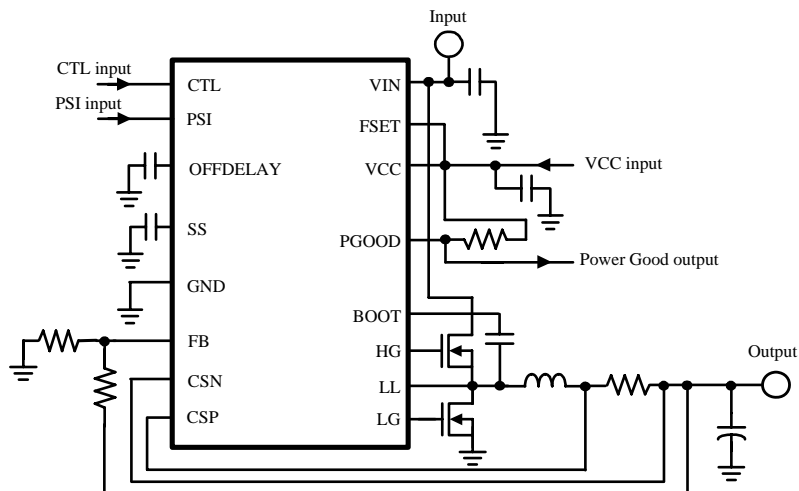 Input
CTL input
CTL
VIN
PSI input
PSI
FSET
OFFDELAY
VCC
VCC input
SS
PGOOD
Power Good output
GND
BOOT
FB
HG
Output
CSN
LL
CSP
LG